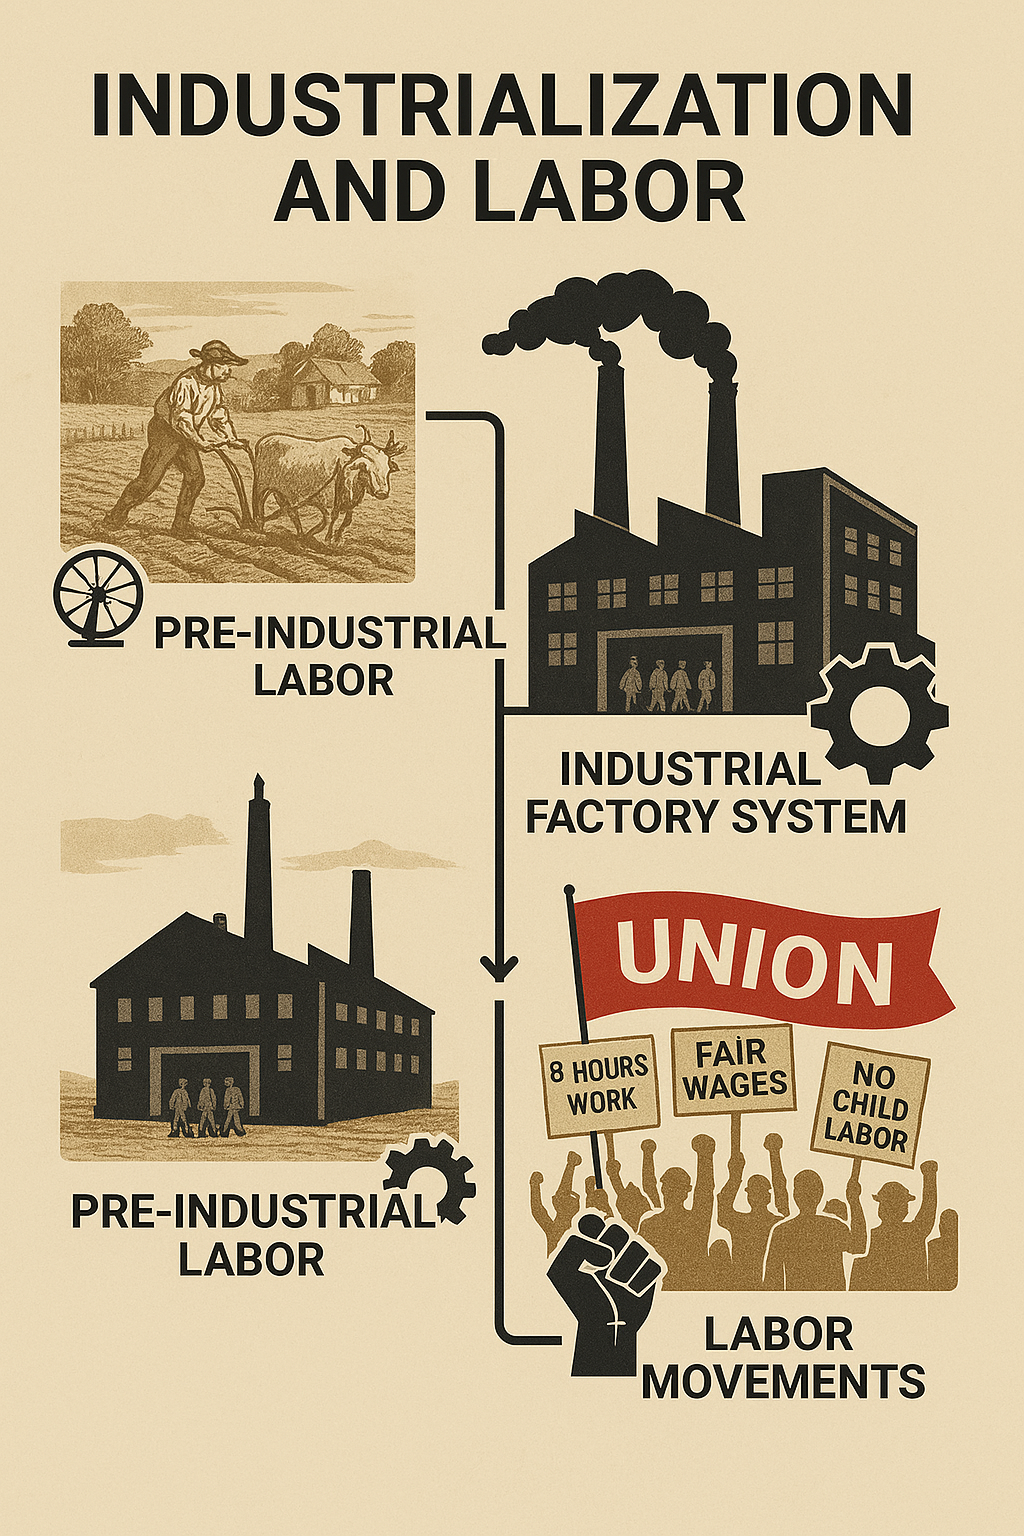 INDUSTRIALIZATION
AND LABOR
PRE-INDUSTRIAL
LABOR
INDUSTRIAL
FACTORY SYSTEM
PRE-INDUSTRIAL
LABOR
UNION
8 HOURS
WORK
FAIR
WAGES
NO
CHILD
LABOR
LABOR
MOVEMENTS